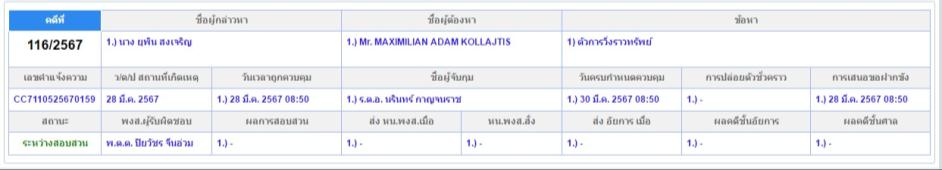 คดีที่ ชื่อผู้กล่าวหา ชื่อผู้ต้องหา ข้อหา
116/2567 1.) นาง ยุพิน สงเจริญ 1.) Mr. MAXIMILIAN ADAM KOLLAJTIS 1) ตัวการวิ่งราวทรัพย์
เลขคำแจ้งความ ว/ด/ป สถานที่เกิดเหตุ วันเวลาถูกควบคุม ชื่อผู้จับกุม วันครบกำหนดควบคุม การปล่อยตัวชั่วคราว การเสนอขอฝากขัง
CC7110525670159 28 มี.ค. 2567 1.) 28 มี.ค. 2567 08:50 1.) ร.ต.อ. นรินทร์ กาญจนราช 1.) 30 มี.ค. 2567 08:50 1.) - 1.) 28 มี.ค. 2567 08:50
สถานะ พงส.ผู้รับผิดชอบ ผลการสอบสวน ส่ง หน.พงส.เมื่อ หน.พงส.สั่ง ส่ง อัยการ เมื่อ ผลคดีชั้นอัยการ ผลคดีชั้นศาล
ระหว่างสอบสวน พ.ต.ต. ปิยวัชร จีนอ่วม 1.) - 1.) - 1.) - 1.) - 1.) - 1.) -